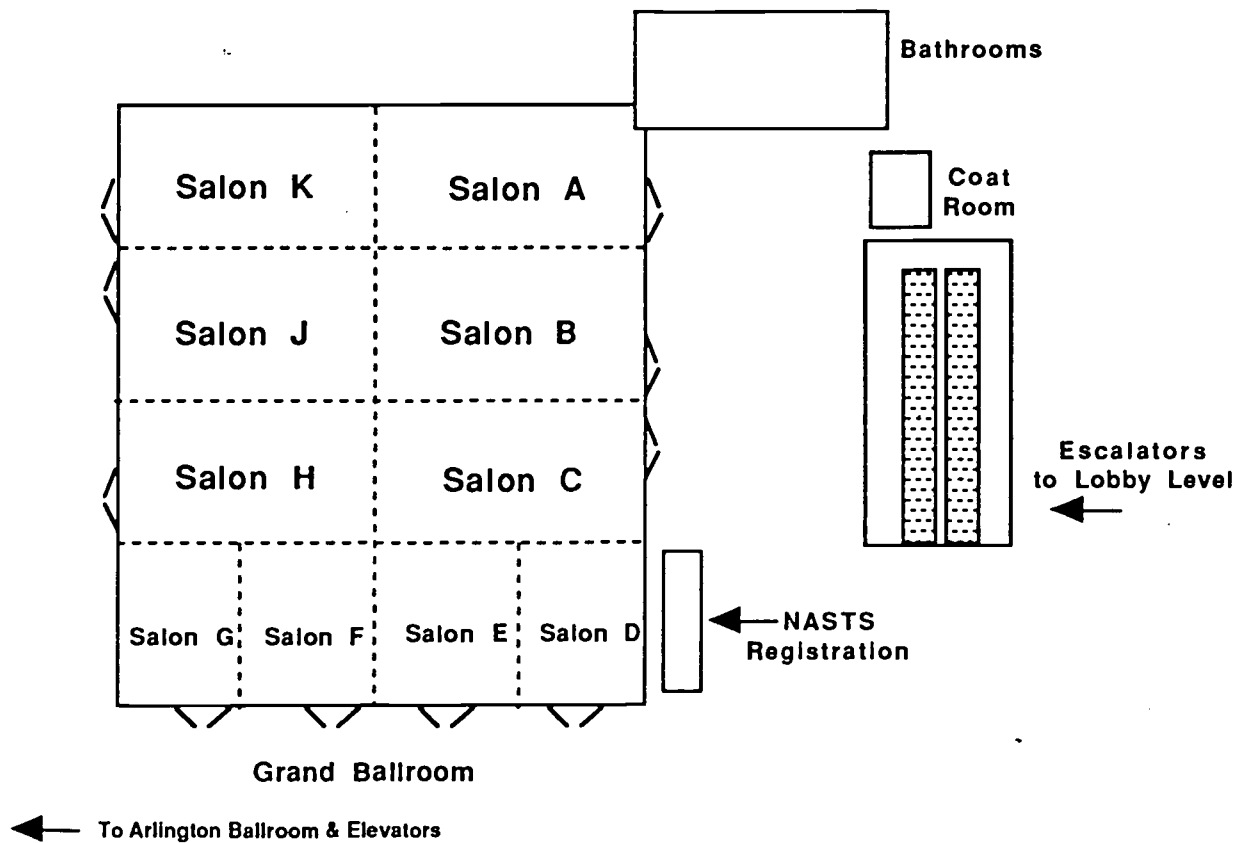 Bathrooms
Salon K
Salon A
Coat
Room
Salon J
Salon B
Escalators
to Lobby Level
Salon H
Salon C
Salon G
Salon F
Salon E
Salon D
NASTS
Registration
Grand Ballroom
To Arlington Ballroom & Elevators